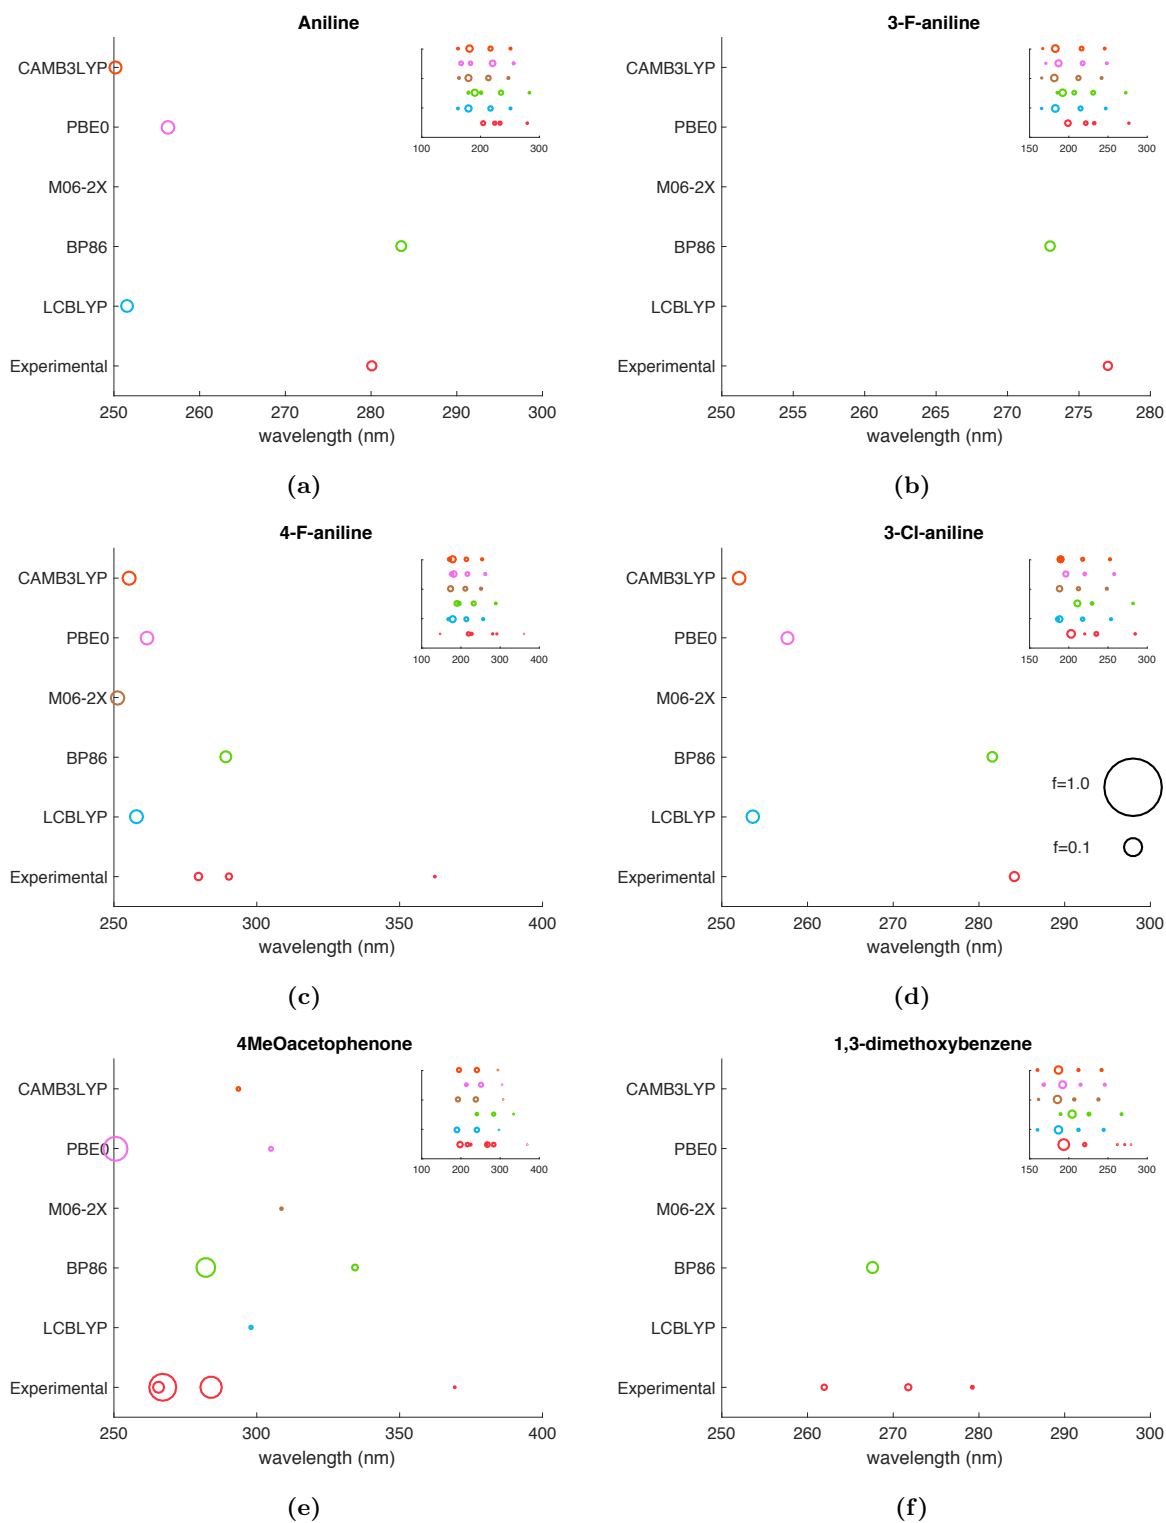 Aniline
CAMB3LYP
PBE0
M06-2X
BP86
LCBLYP
Experimental
250 260 270 280 290 300
wavelength (nm)
100 200 300
(a)
3-F-aniline
CAMB3LYP
PBE0
M06-2X
BP86
LCBLYP
Experimental
250 255 260 265 270 275 280
wavelength (nm)
150 200 250 300
(b)
4-F-aniline
CAMB3LYP
PBE0
M06-2X
BP86
LCBLYP
Experimental
250 300 350 400
wavelength (nm)
100 200 300 400
(c)
3-Cl-aniline
CAMB3LYP
PBE0
M06-2X
BP86
LCBLYP
Experimental
250 260 270 280 290 300
wavelength (nm)
150 200 250 300
f=1.0
f=0.1
(d)
4MeOacetophenone
CAMB3LYP
PBE0
M06-2X
BP86
LCBLYP
Experimental
250 300 350 400
wavelength (nm)
100 200 300 400
(e)
1,3-dimethoxybenzene
CAMB3LYP
PBE0
M06-2X
BP86
LCBLYP
Experimental
250 260 270 280 290 300
wavelength (nm)
150 200 250 300
(f)